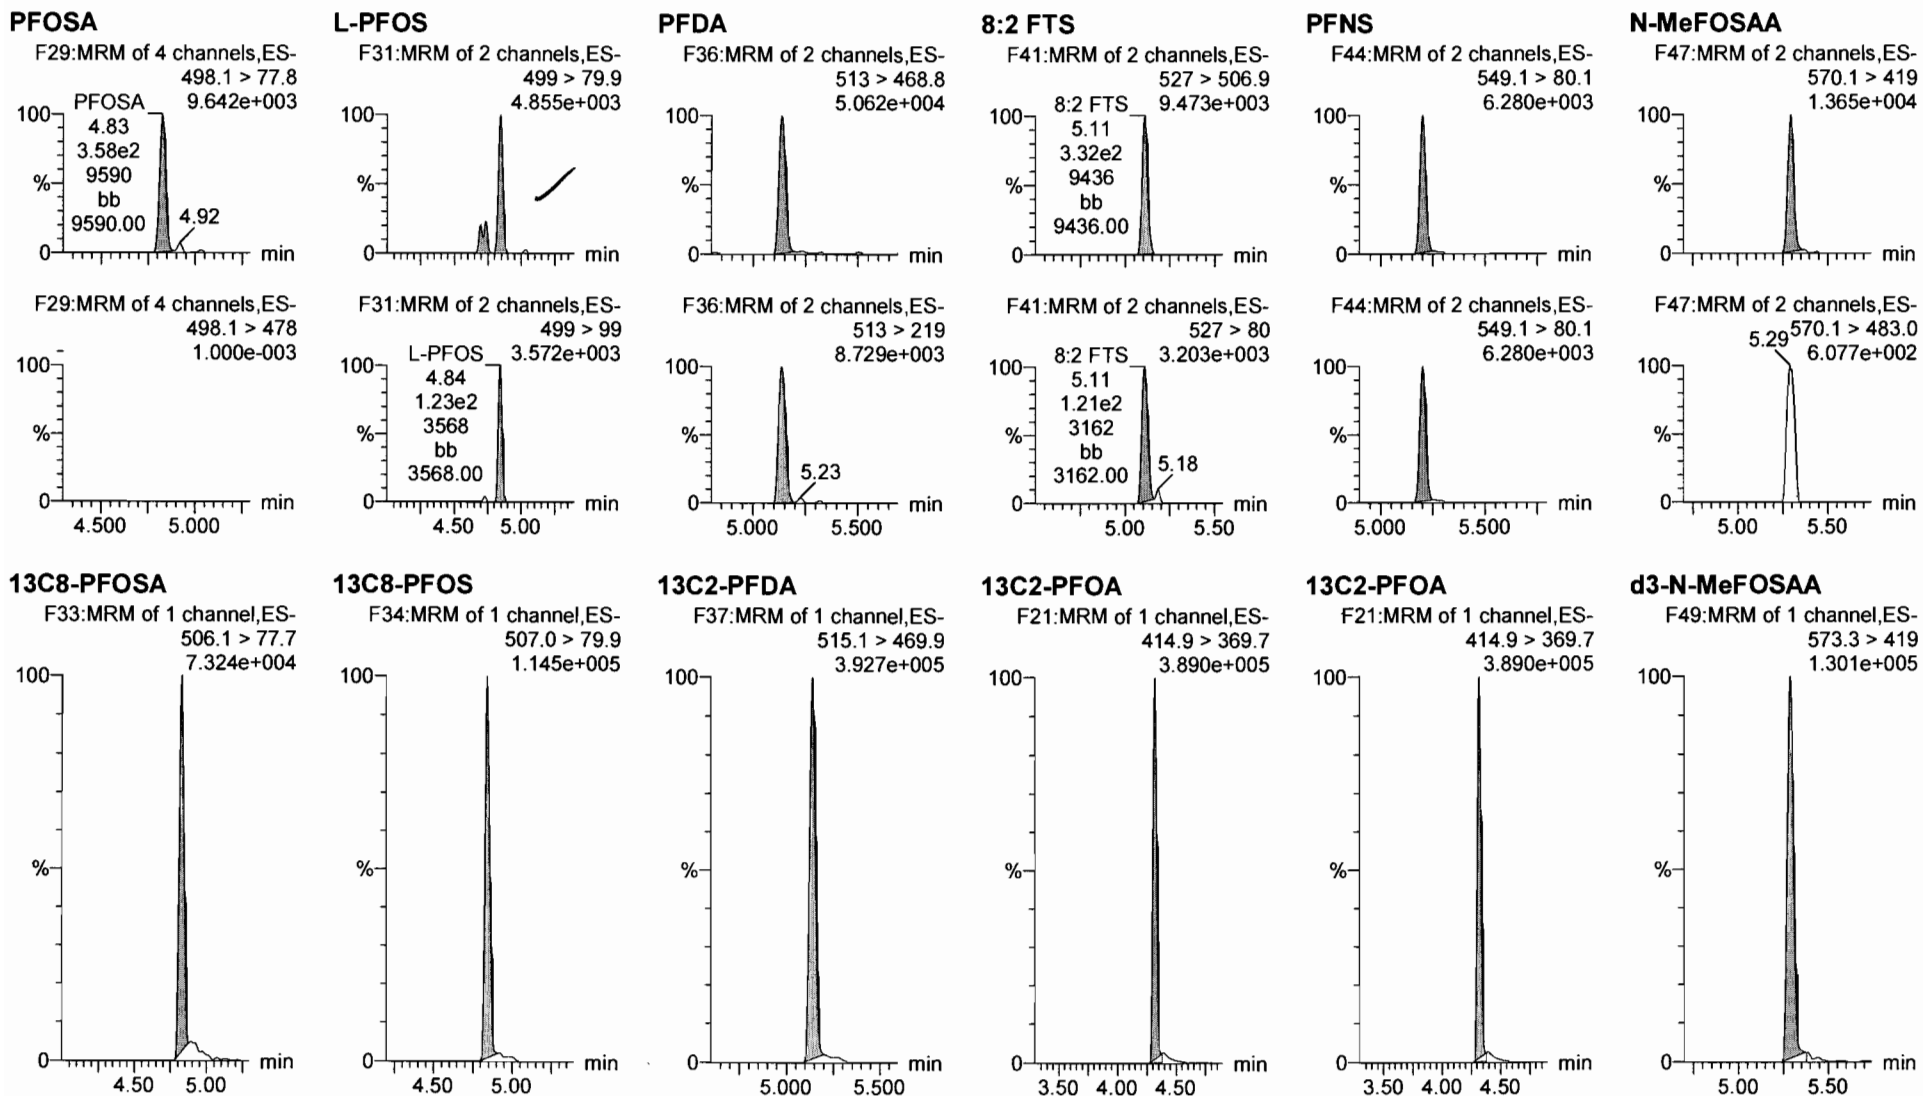 PFOSA
F29:MRM of 4 channels,ES-
498.1 > 77.8
9.642e+003
PFOSA
4.83
3.58e2
9590
bb
9590.00
4.92
100
%
0
min
F29:MRM of 4 channels,ES-
498.1 > 478
1.000e-003
100
%
0
min
4.500 5.000
L-PFOS
F31:MRM of 2 channels,ES-
499 > 79.9
4.855e+003
100
%
0
min
F31:MRM of 2 channels,ES-
499 > 99
3.572e+003
L-PFOS
4.84
1.23e2
3568
bb
3568.00
100
%
0
min
4.50 5.00
PFDA
F36:MRM of 2 channels,ES-
513 > 468.8
5.062e+004
100
%
0
min
F36:MRM of 2 channels,ES-
513 > 219
8.729e+003
5.23
100
%
0
min
5.000 5.500
8:2 FTS
F41:MRM of 2 channels,ES-
527 > 506.9
9.473e+003
8:2 FTS
5.11
3.32e2
9436
bb
9436.00
100
%
0
min
F41:MRM of 2 channels,ES-
527 > 80
3.203e+003
8:2 FTS
5.11
1.21e2
3162
bb
3162.00
5.18
100
%
0
min
5.00 5.50
PFNS
F44:MRM of 2 channels,ES-
549.1 > 80.1
6.280e+003
100
%
0
min
F44:MRM of 2 channels,ES-
549.1 > 80.1
6.280e+003
100
%
0
min
5.000 5.500
N-MeFOSAA
F47:MRM of 2 channels,ES-
570.1 > 419
1.365e+004
100
%
0
min
F47:MRM of 2 channels,ES-
570.1 > 483.0
6.077e+002
5.29
100
%
0
min
5.00 5.50
13C8-PFOSA
F33:MRM of 1 channel,ES-
506.1 > 77.7
7.324e+004
100
%
0
min
4.50 5.00
13C8-PFOS
F34:MRM of 1 channel,ES-
507.0 > 79.9
1.145e+005
100
%
0
min
4.50 5.00
13C2-PFDA
F37:MRM of 1 channel,ES-
515.1 > 469.9
3.927e+005
100
%
0
min
5.000 5.500
13C2-PFOA
F21:MRM of 1 channel,ES-
414.9 > 369.7
3.890e+005
100
%
0
min
3.50 4.00 4.50
13C2-PFOA
F21:MRM of 1 channel,ES-
414.9 > 369.7
3.890e+005
100
%
0
min
3.50 4.00 4.50
d3-N-MeFOSAA
F49:MRM of 1 channel,ES-
573.3 > 419
1.301e+005
100
%
0
min
5.00 5.50